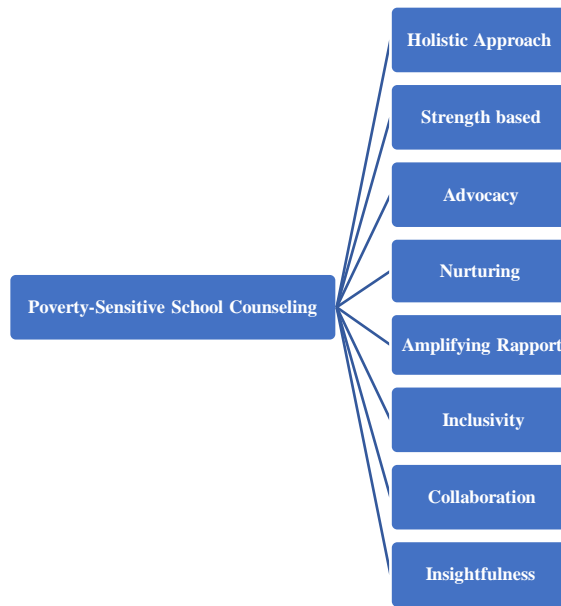 Holistic Approach
Strength based
Advocacy
Nurturing
Poverty-Sensitive School Counseling
Amplifying Rapport
Inclusivity
Collaboration
Insightfulness